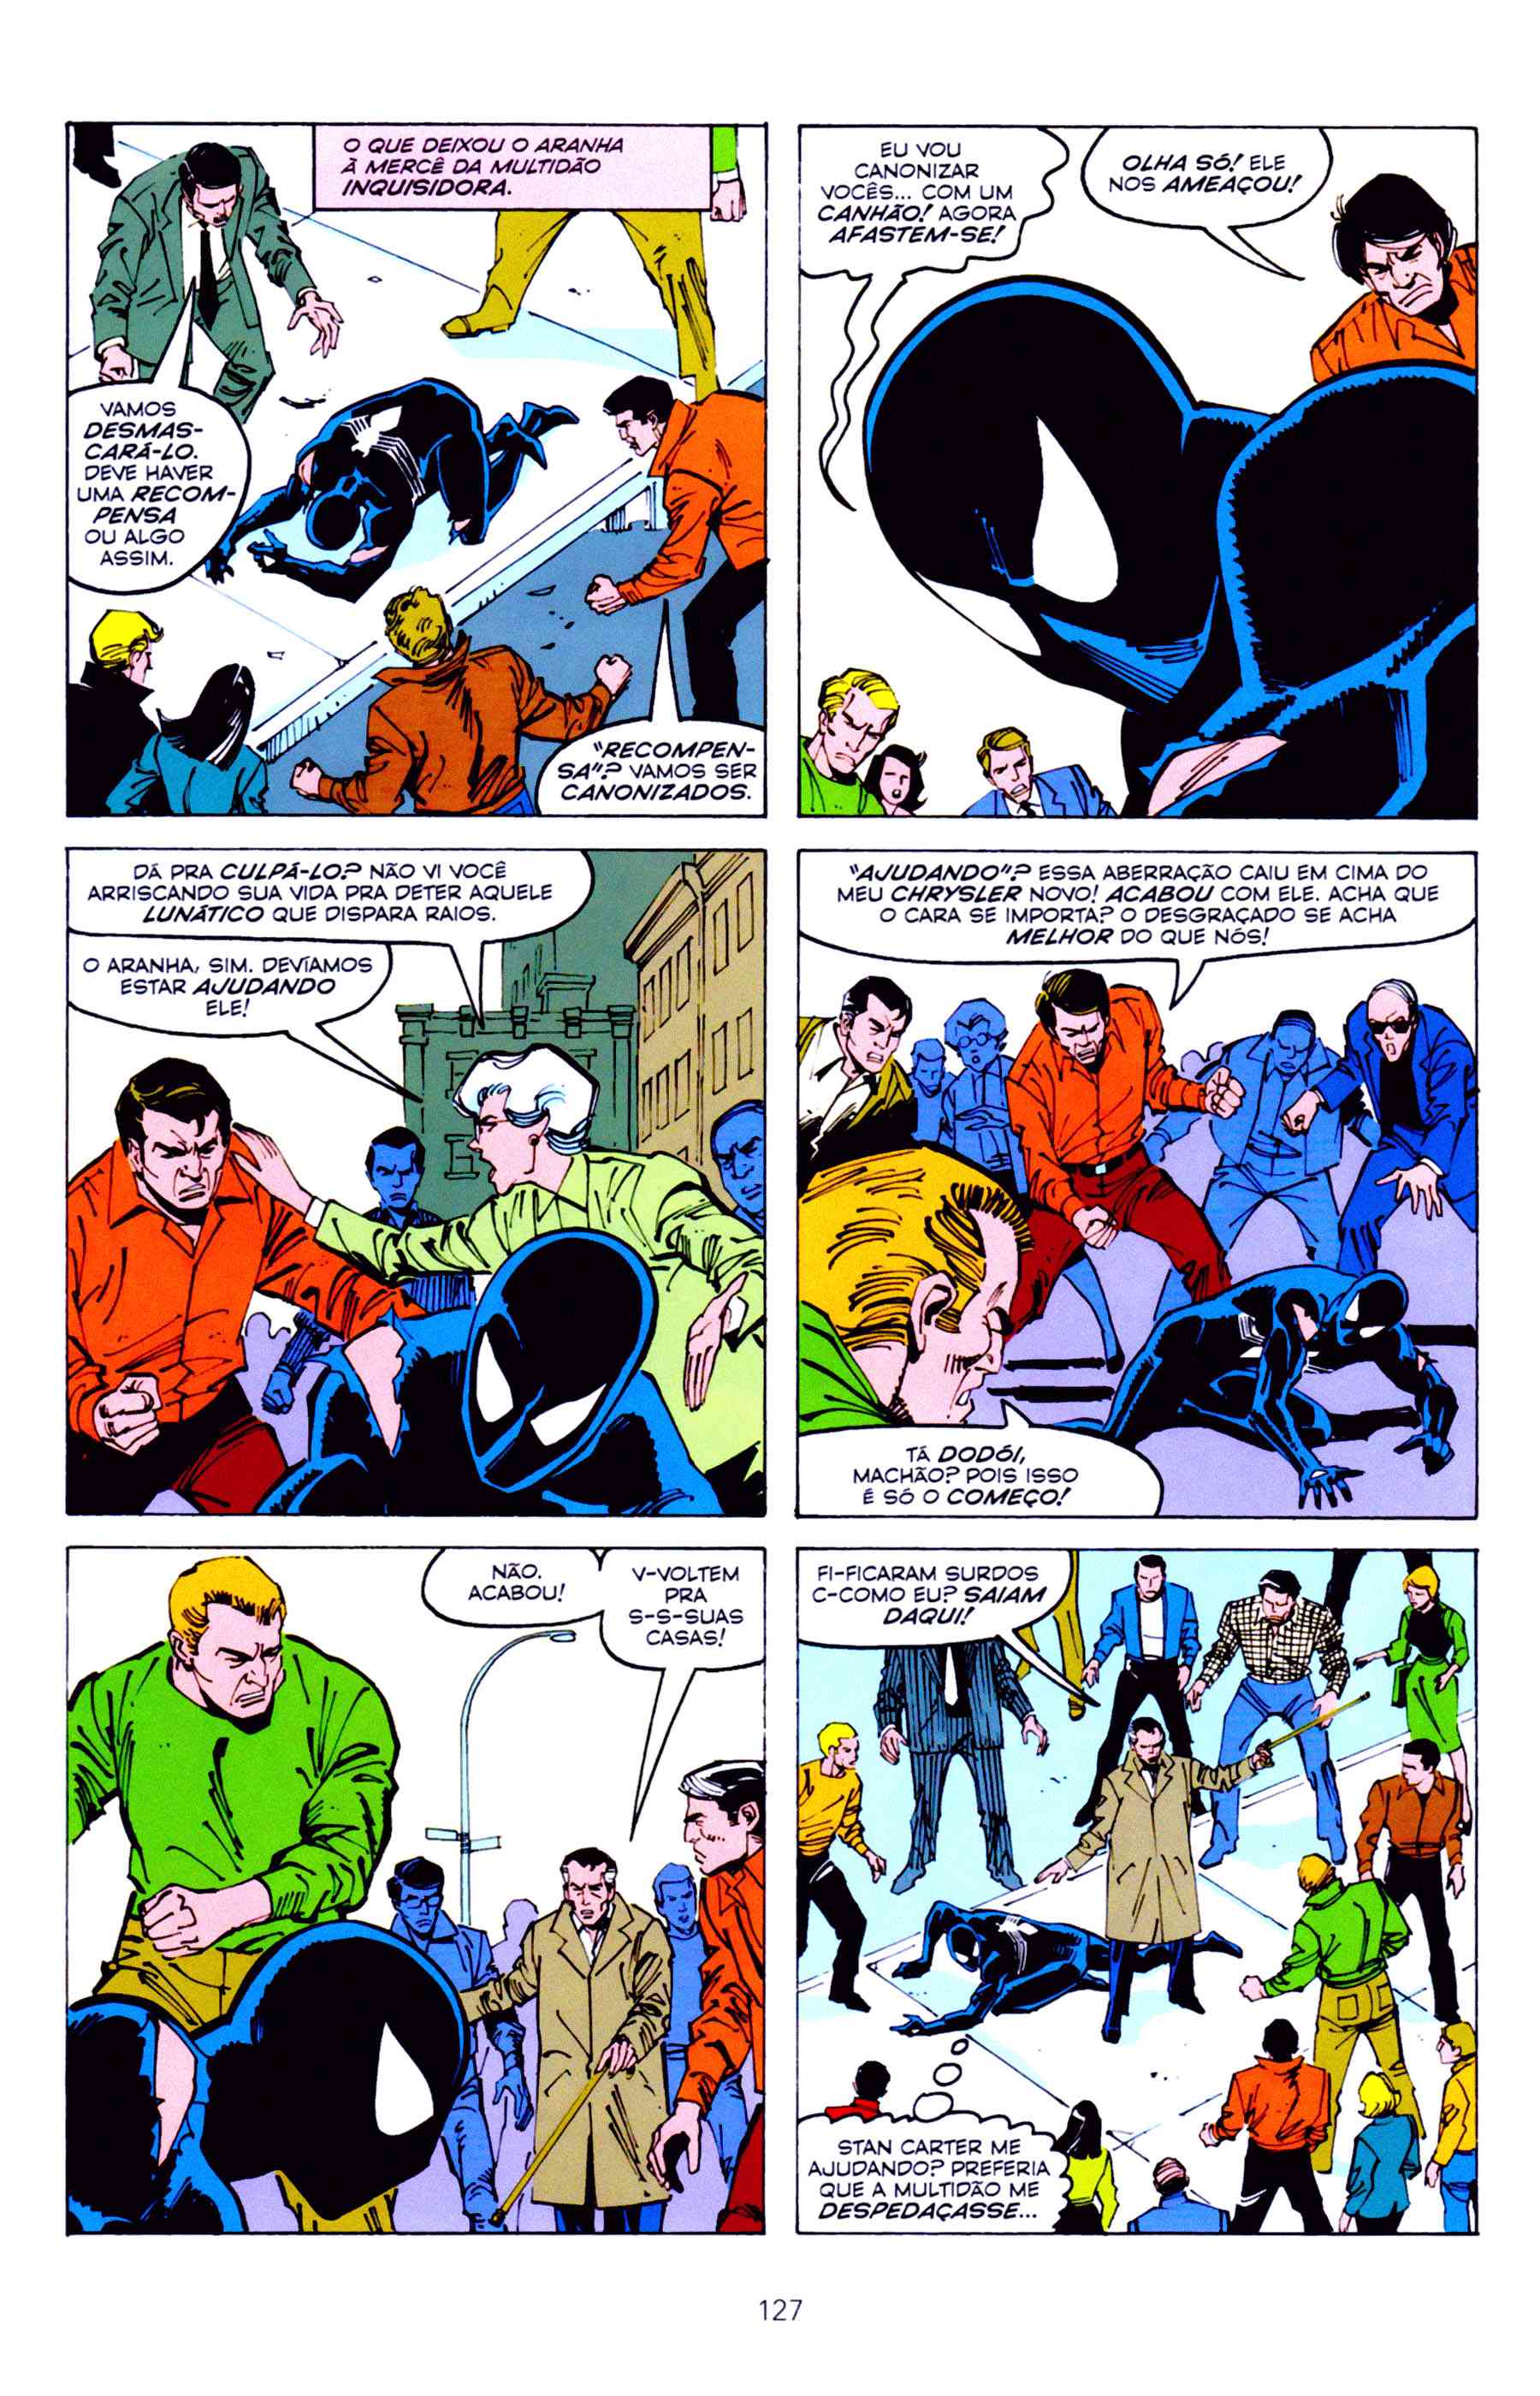 O QUE DEIXOU O ARANHA
À MERCÊ DA MULTIDÃO
INQUISIDORA.
VAMOS
DESMAS-
CARÁ-LO.
DEVE HAVER
UMA RECOM-
PENSA
OU ALGO
ASSIM.
"RECOMPEN-
SA"? VAMOS SER
CANONIZADOS.
EU VOU
CANONIZAR
VOCÊS... COM UM
CANHÃO! AGORA
AFASTEM-SE!
OLHA SÓ! ELE
NOS AMEAÇOU!
DÁ PRA CULPÁ-LO? NÃO VI VOCÊ
ARRISCANDO SUA VIDA PRA DETER AQUELE
LUNÁTICO QUE DISPARA RAIOS.
O ARANHA, SIM. DEVÍAMOS
ESTAR AJUDANDO
ELE!
"AJUDANDO"? ESSA ABERRAÇÃO CAIU EM CIMA DO
MEU CHRYSLER NOVO! ACABOU COM ELE. ACHA QUE
O CARA SE IMPORTA? O DESGRAÇADO SE ACHA
MELHOR DO QUE NÓS!
TÁ DODÓI,
MACHÃO? POIS ISSO
É SÓ O COMEÇO!
NÃO.
ACABOU!
V-VOLTEM
PRA
S-S-SUAS
CASAS!
FI-FICARAM SURDOS
C-COMO EU? SAIAM
DAQUI!
STAN CARTER ME
AJUDANDO? PREFERIA
QUE A MULTIDÃO ME
DESPEDAÇASSE...
127